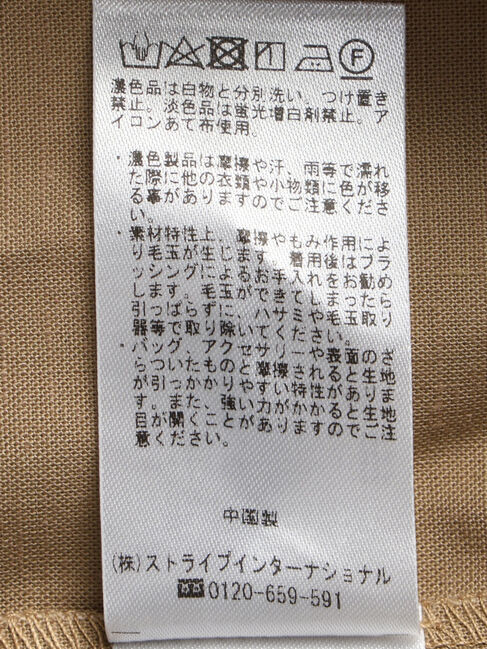 濃色品は白物と分別洗い。つけ置き
禁止。淡色品は蛍光増白剤禁止。ア
イロンあて布使用。
・濃色製品は摩擦や汗、雨等で濡れ
た際に他の衣類や小物類に色が移
る事がありますのでご注意くださ
い。
・素材特性上、摩擦やもみ作用によ
り毛玉が生じます。着用後はブラ
ッシングによるお手入れをお勧め
します。毛玉ができてしまったら
引っぱらずに、ハサミや毛玉取り
器等で取り除いてください。
・バッグ、アクセサリーや表面のざ
らついたものと摩擦されると生地
が引っかかりやすい特性があありま
す。また、強い力がかかると生地
目が開くことがありますのでご注
意ください。
中国製
(株)ストライプインターナショナル
0120-659-591